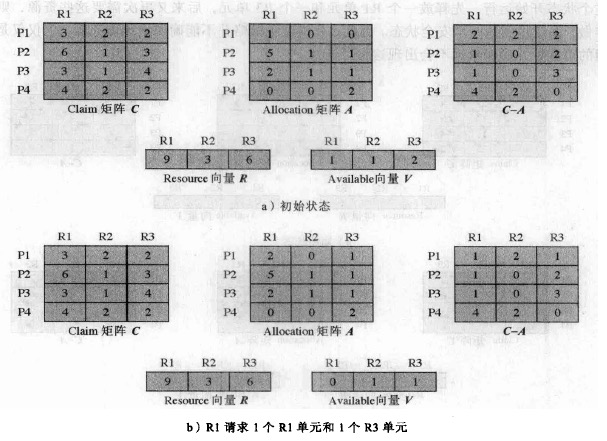 R1 R2 R3 R1 R2 R3 R1 R2 R3
P1 3 2 2 P1 1 0 0 P1 2 2 2
P2 6 1 3 P2 5 1 1 P2 1 0 2
P3 3 1 4 P3 2 1 1 P3 1 0 3
P4 4 2 2 P4 0 0 2 P4 4 2 0
Claim 矩阵 C Allocation 矩阵 A C−A
R1 R2 R3 R1 R2 R3
9 3 6 1 1 2
Resource 向量 R Available向量 V
a）初始状态
R1 R2 R3 R1 R2 R3 R1 R2 R3
P1 3 2 2 P1 2 0 1 P1 1 2 1
P2 6 1 3 P2 5 1 1 P2 1 0 2
P3 3 1 4 P3 2 1 1 P3 1 0 3
P4 4 2 2 P4 0 0 2 P4 4 2 0
Claim 矩阵 C Allocation 矩阵 A C−A
R1 R2 R3 R1 R2 R3
9 3 6 0 1 1
Resource 向量 R Available向量 V
b）R1 请求 1 个 R1 单元和 1 个 R3 单元